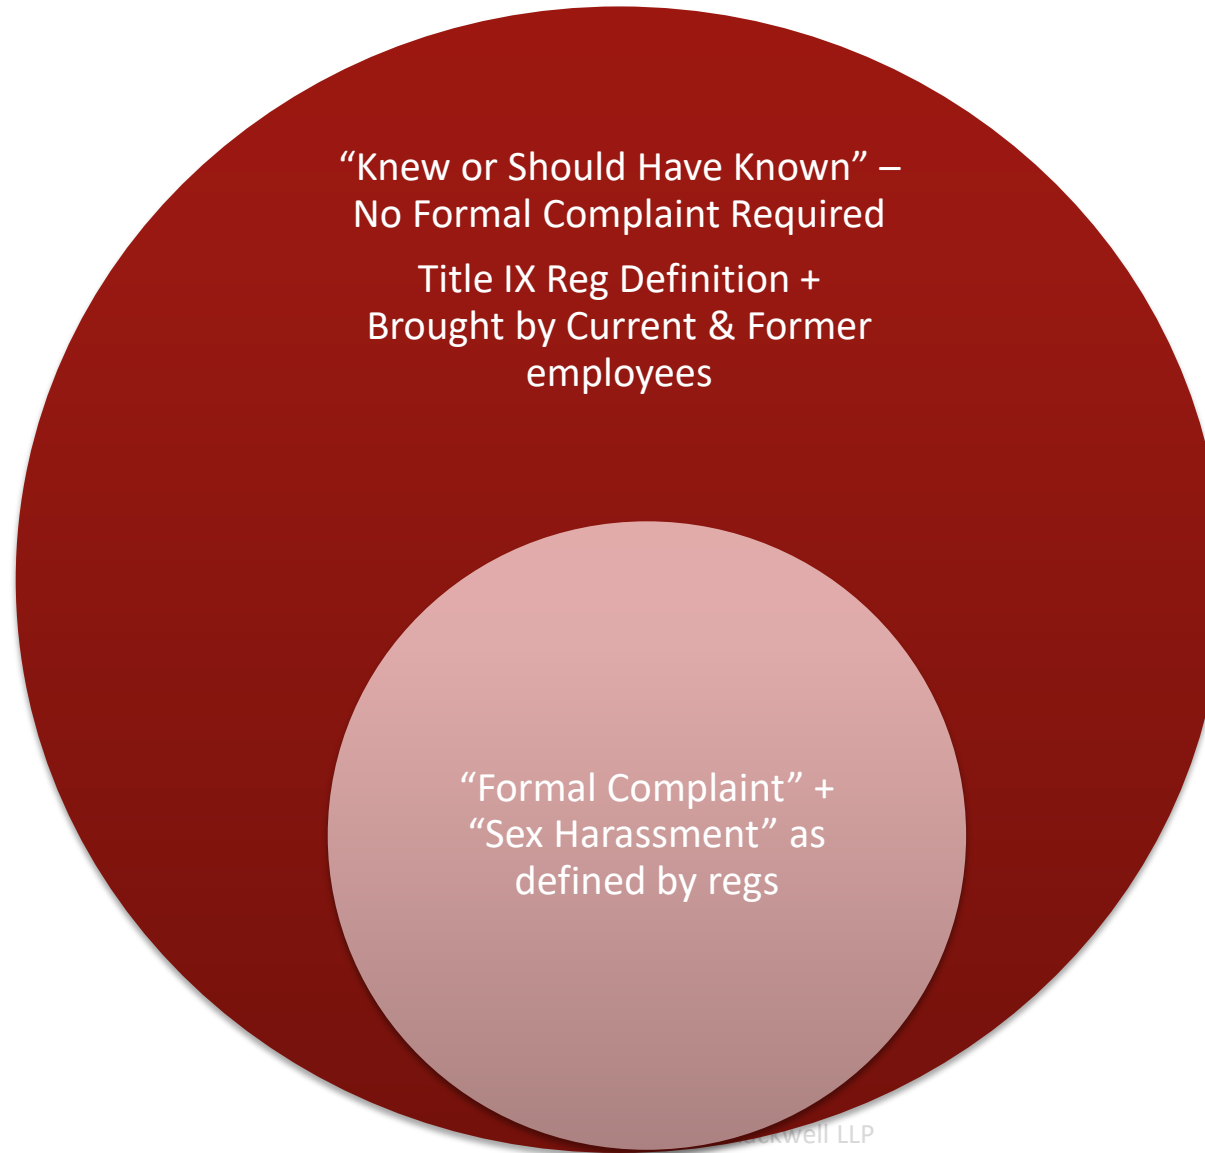 “Knew or Should Have Known” –
No Formal Complaint Required
Title IX Reg Definition +
Brought by Current & Former
employees
“Formal Complaint” +
“Sex Harassment” as
defined by regs
LLP